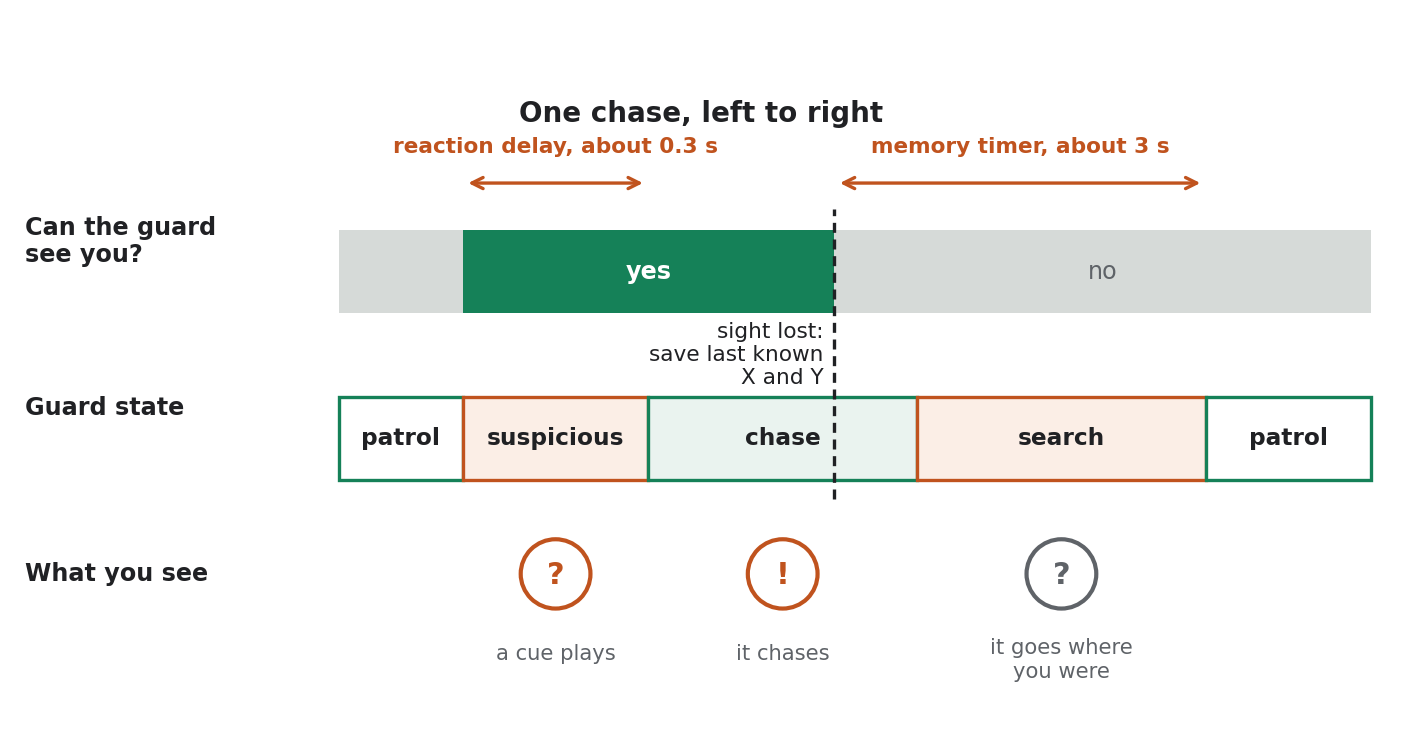 One chase, left to right
reaction delay, about 0.3 s
memory timer, about 3 s
Can the guard
see you?
yes
no
sight lost:
save last known
X and Y
Guard state
patrol
suspicious
chase
search
patrol
What you see
?
!
?
a cue plays
it chases
it goes where
you were